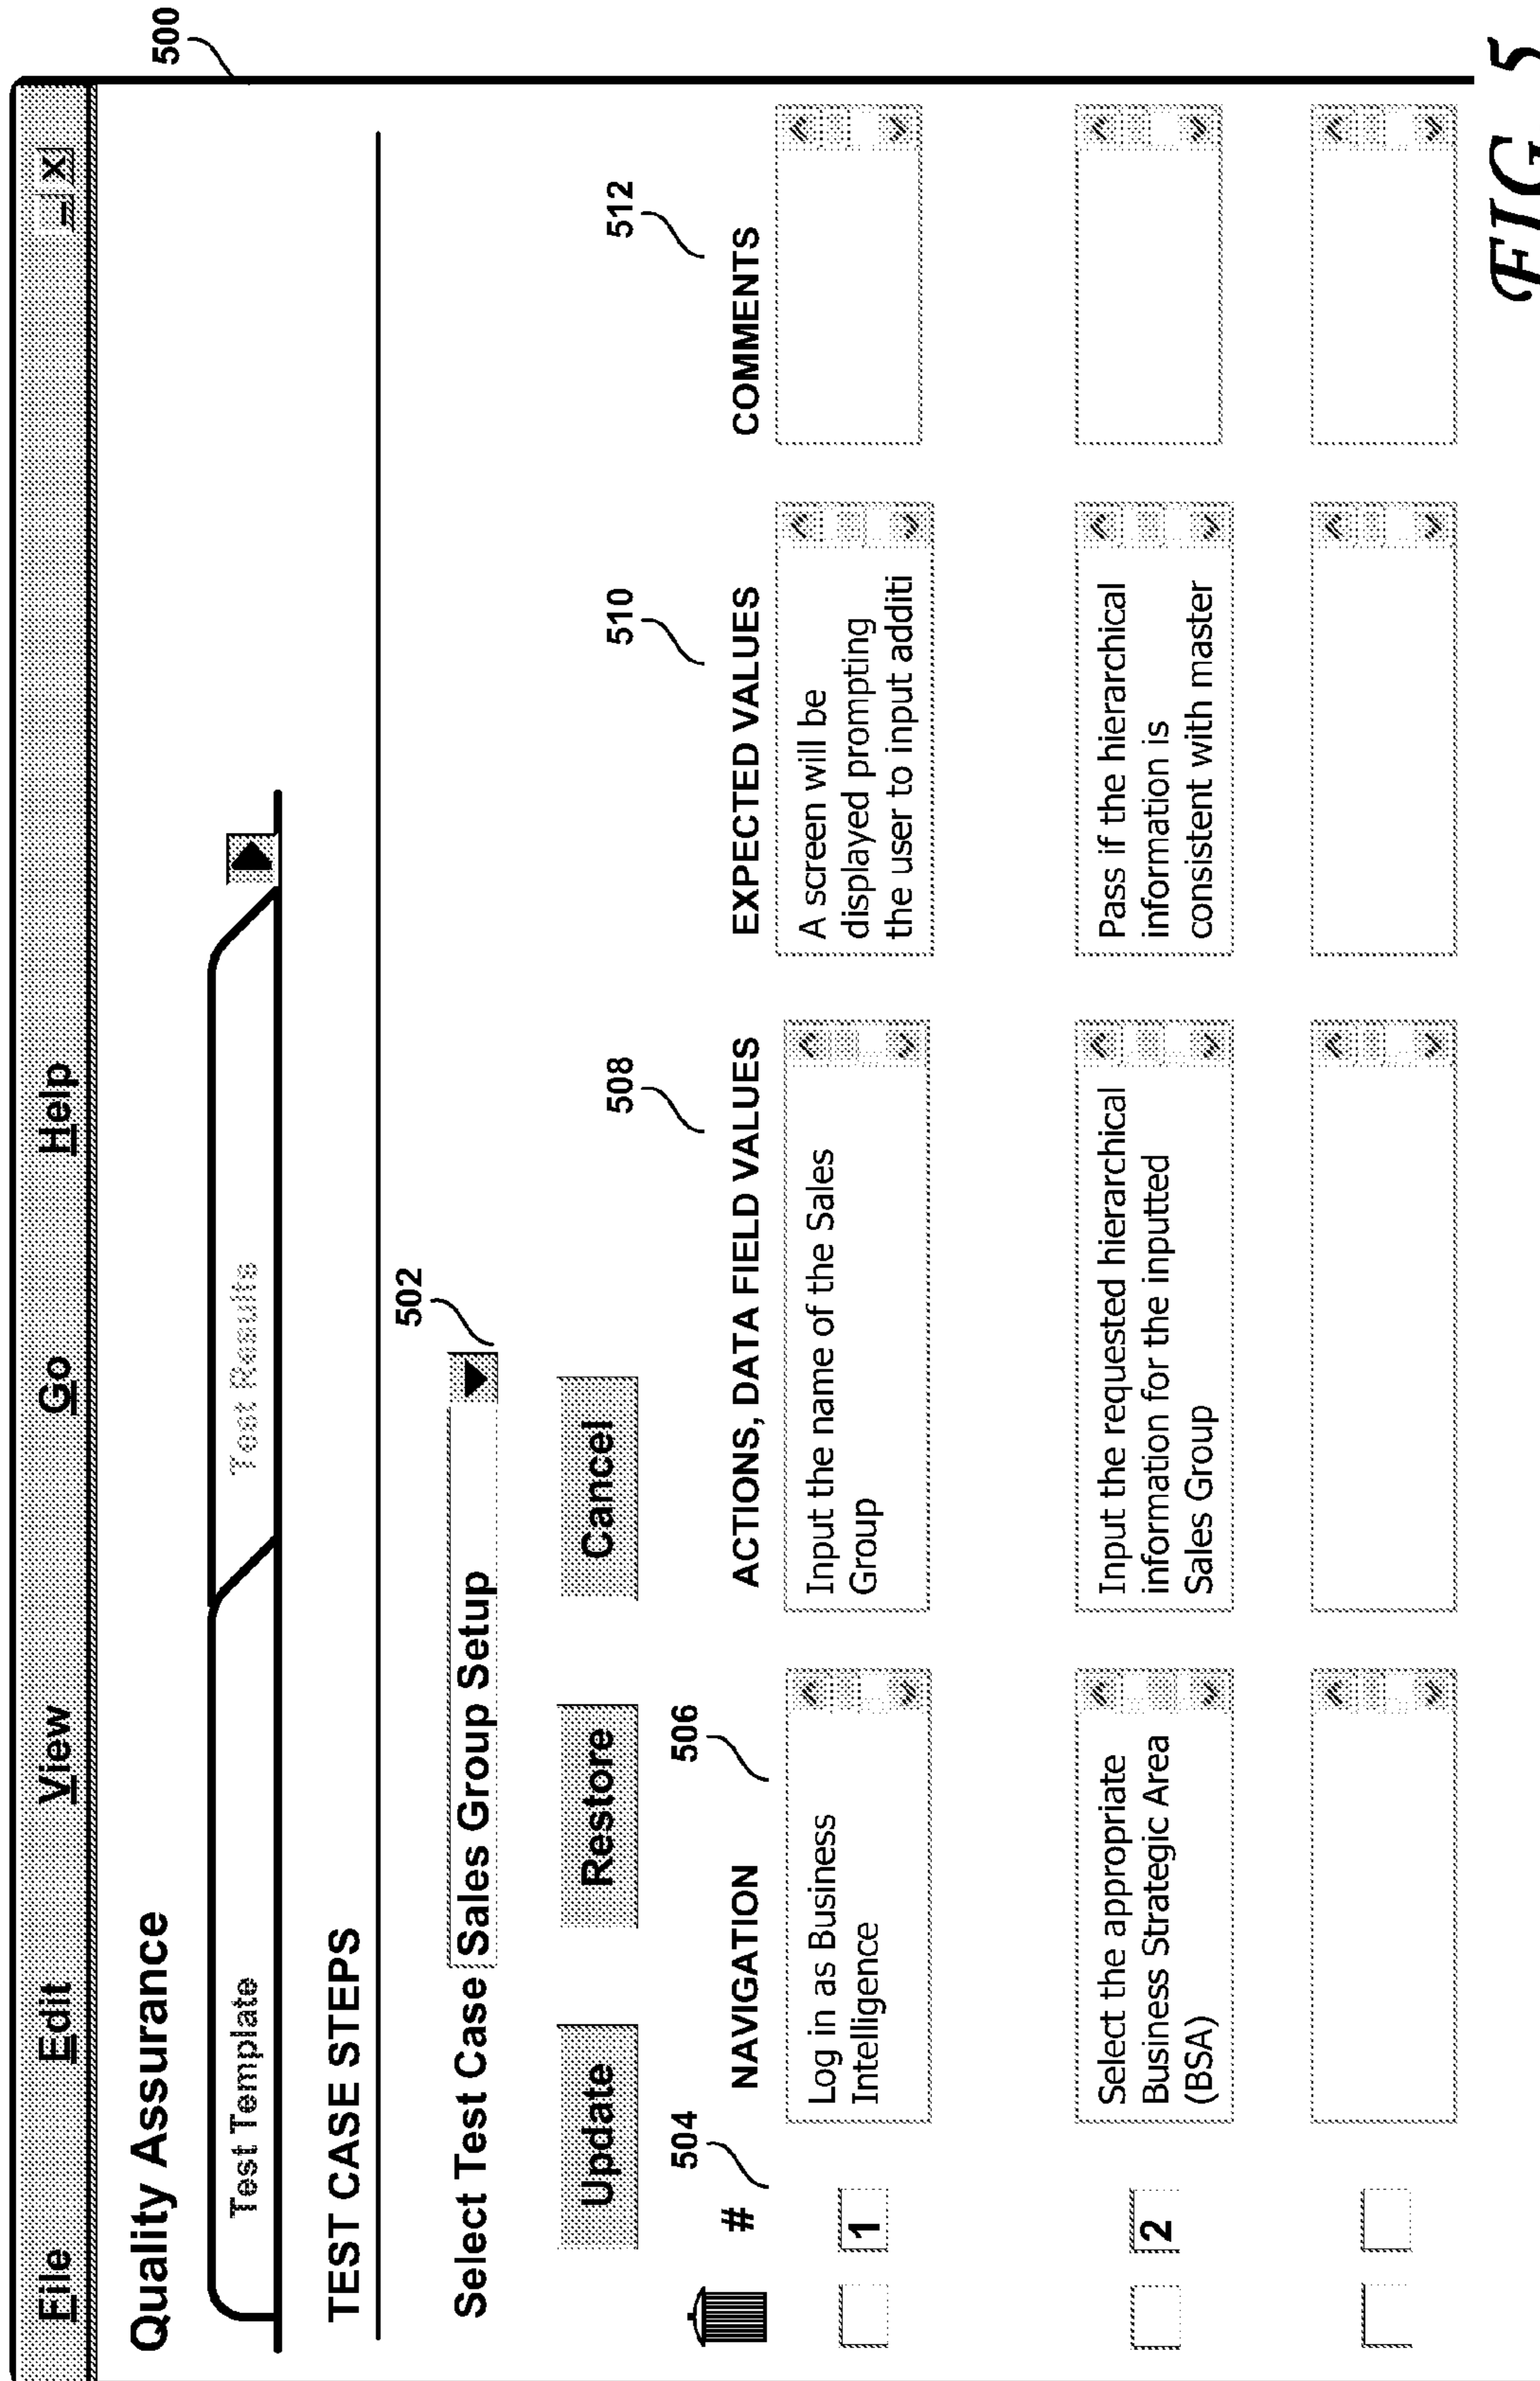 500
File Edit View Go Help
Quality Assurance
Test Template Test Results
TEST CASE STEPS
502
Select Test Case Sales Group Setup
Update Restore Cancel
504 506 508 510 512
# NAVIGATION ACTIONS, DATA FIELD VALUES EXPECTED VALUES COMMENTS
1
Log in as Business
Intelligence
Input the name of the Sales
Group
A screen will be
displayed prompting
the user to input additi
2
Select the appropriate
Business Strategic Area
(BSA)
Input the requested hierarchical
information for the inputted
Sales Group
Pass if the hierarchical
information is
consistent with master
FIG 5